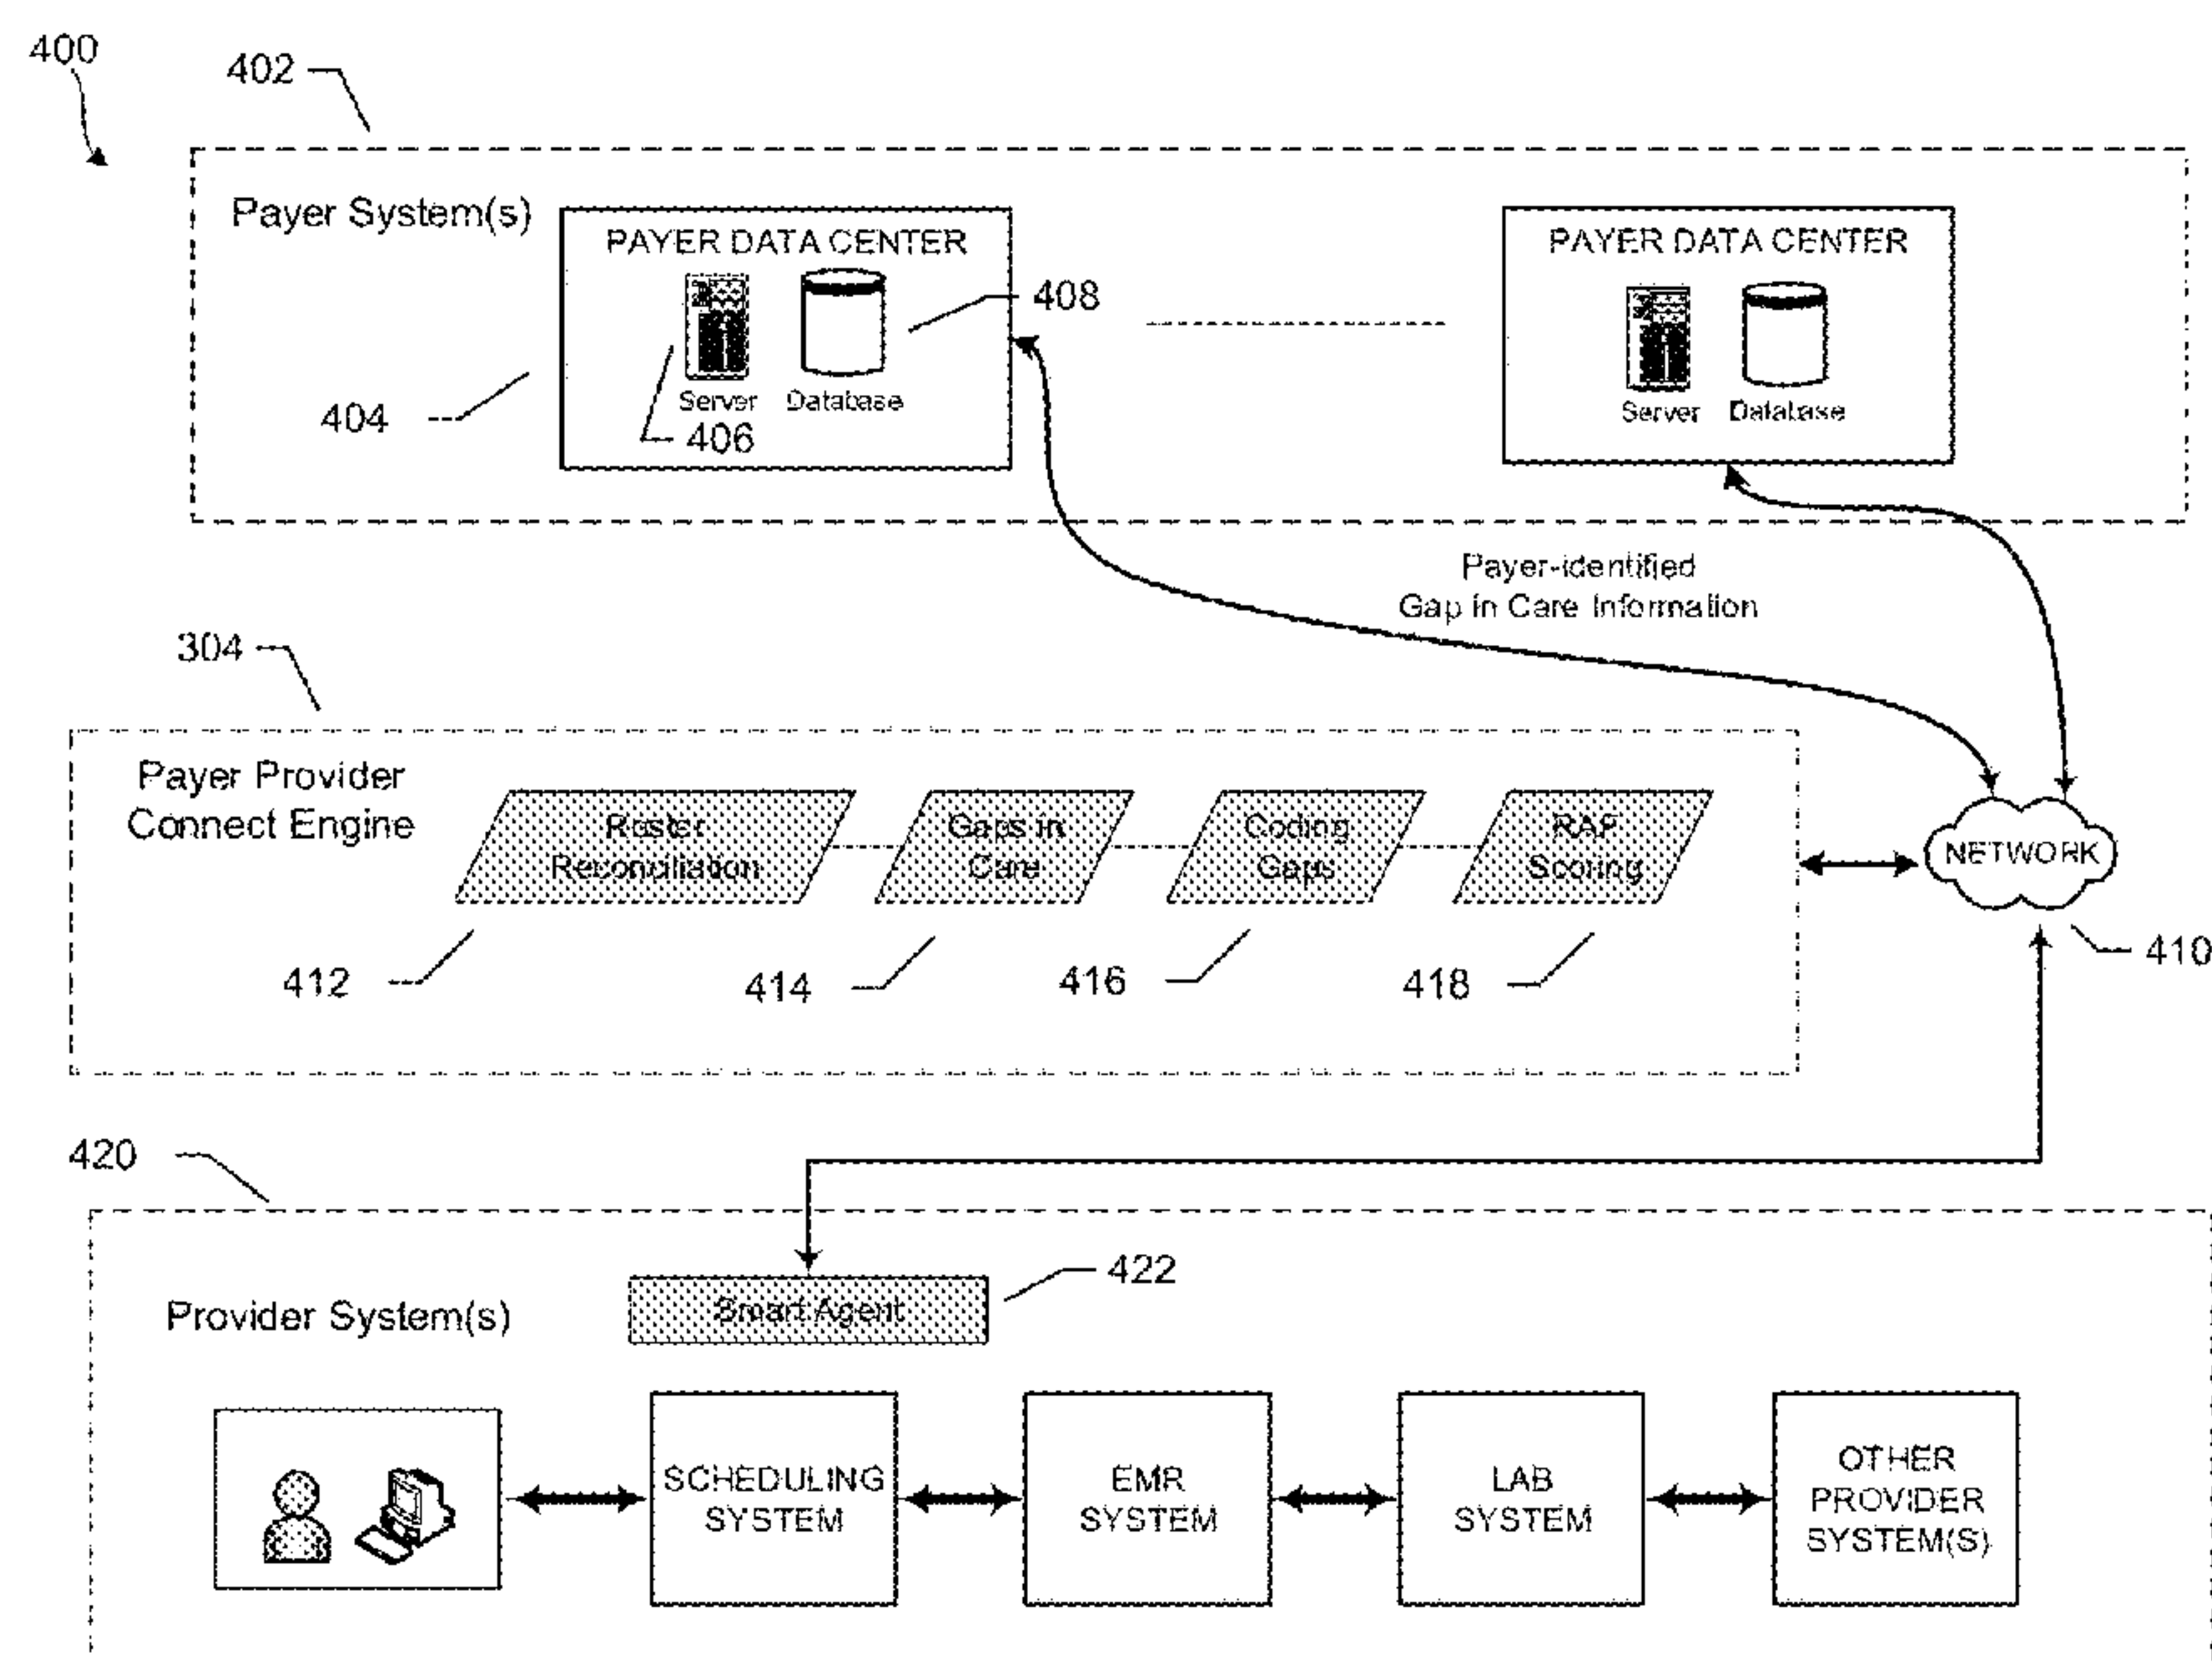 400
402
Payer System(s)
PAYER DATA CENTER
PAYER DATA CENTER
408
Server
Database
Server
Database
404
406
Payer-identified
Gap in Care Information
304
Payer Provider
Connect Engine
Roster
Reconciliation
Gaps in
Care
Coding
Gaps
RAF
Scoring
NETWORK
412
414
416
418
410
420
422
Provider System(s)
Smart Agent
SCHEDULING
SYSTEM
EMR
SYSTEM
LAB
SYSTEM
OTHER
PROVIDER
SYSTEM(S)